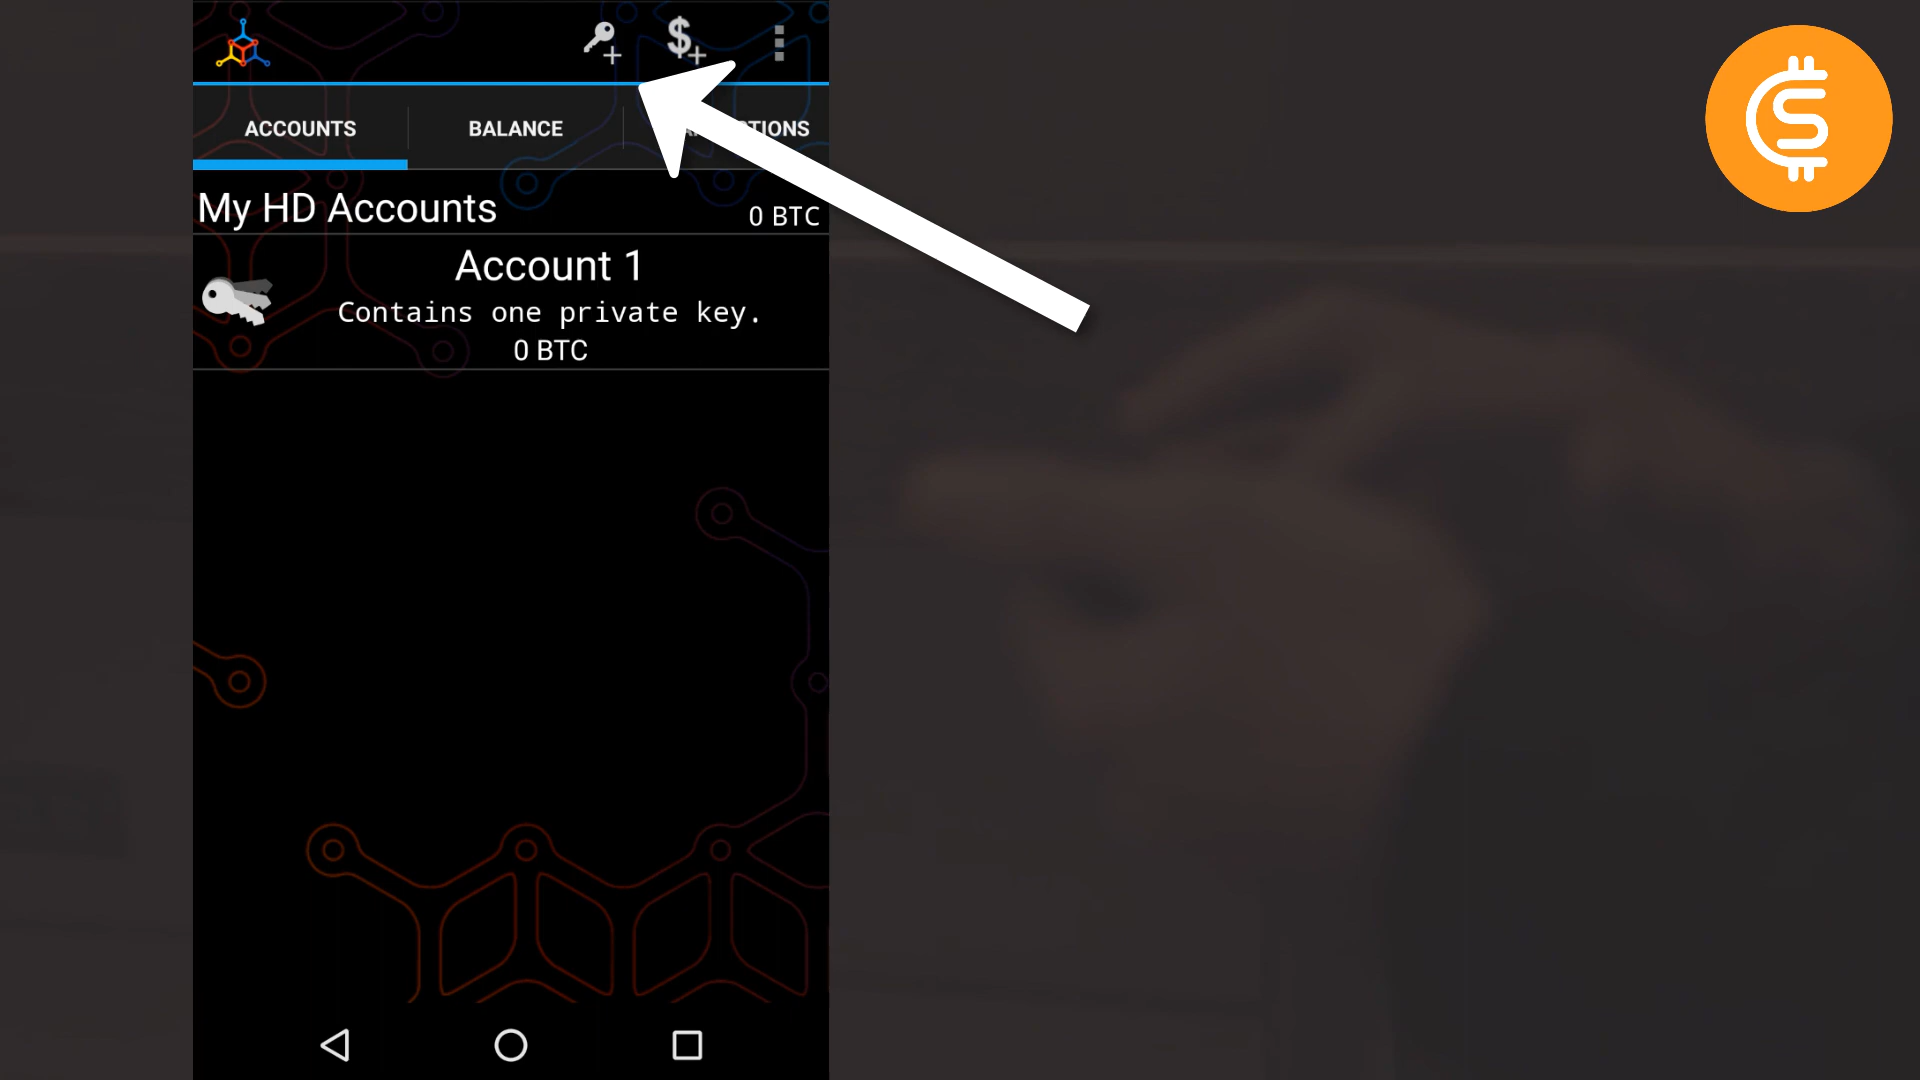 ACCOUNTS
BALANCE
My HD Accounts
0 BTC
Account 1
Contains one private key.
0 BTC